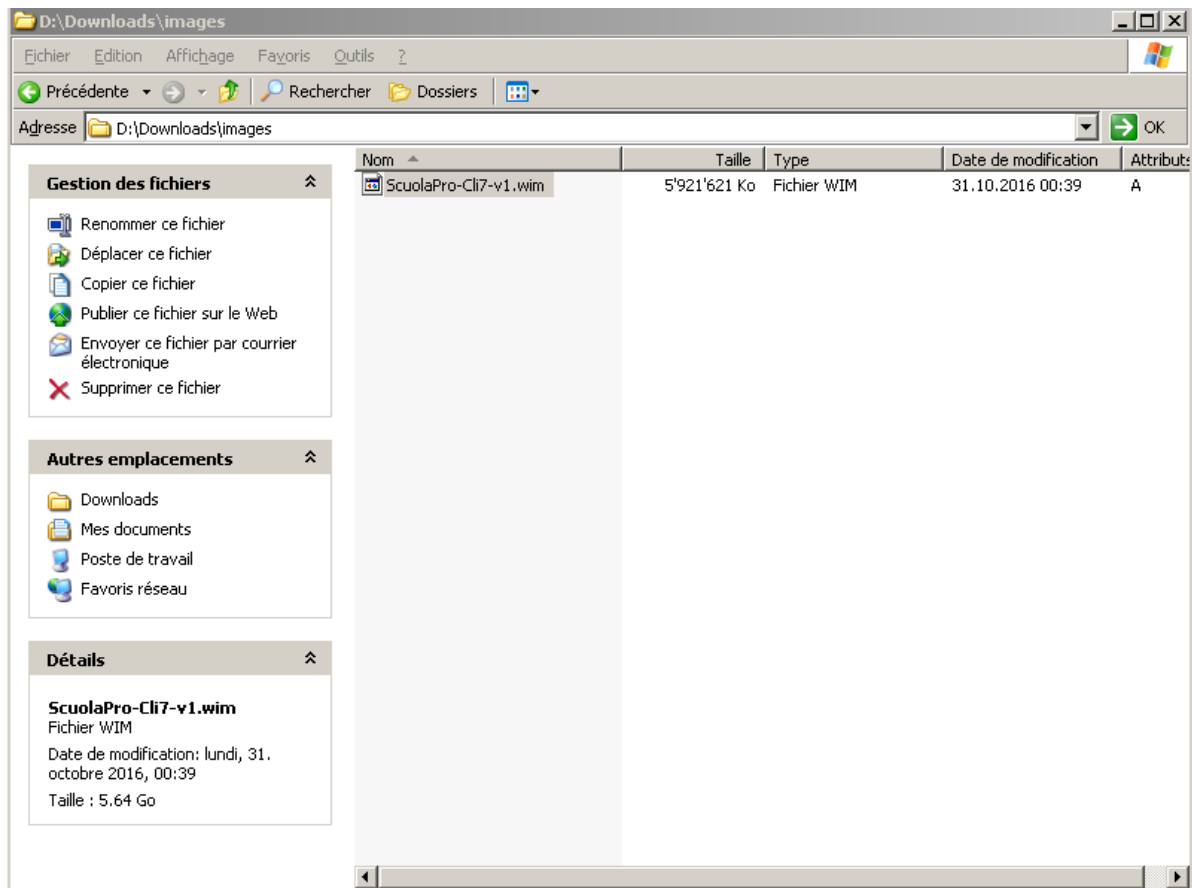 D:\Downloads\images
Fichier Edition Affichage Favoris Outils ?
Précédente Rechercher Dossiers
Adresse D:\Downloads\images OK
Nom Taille Type Date de modification Attributs
ScuolaPro-Cli7-v1.wim 5'921'621 Ko Fichier WIM 31.10.2016 00:39 A
Gestion des fichiers
Renommer ce fichier
Déplacer ce fichier
Copier ce fichier
Publier ce fichier sur le Web
Envoyer ce fichier par courrier
électronique
Supprimer ce fichier
Autres emplacements
Downloads
Mes documents
Poste de travail
Favoris réseau
Détails
ScuolaPro-Cli7-v1.wim
Fichier WIM
Date de modification: lundi, 31.
octobre 2016, 00:39
Taille : 5.64 Go